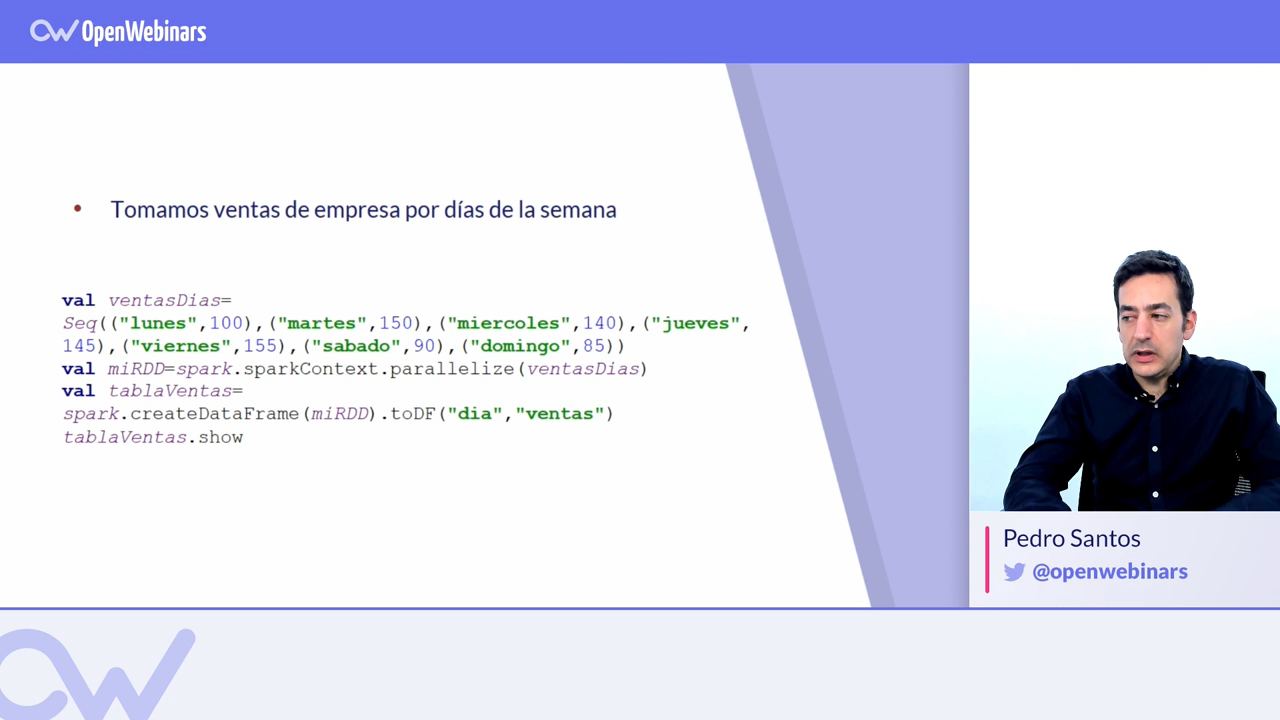 OpenWebinars
• Tomamos ventas de empresa por días de la semana
val ventasDias=
Seq(("lunes",100),("martes",150),("miercoles",140),("jueves",
145),("viernes",155),("sabado",90),("domingo",85))
val miRDD=spark.sparkContext.parallelize(ventasDias)
val tablaVentas=
spark.createDataFrame(miRDD).toDF("dia","ventas")
tablaVentas.show
Pedro Santos
@openwebinars